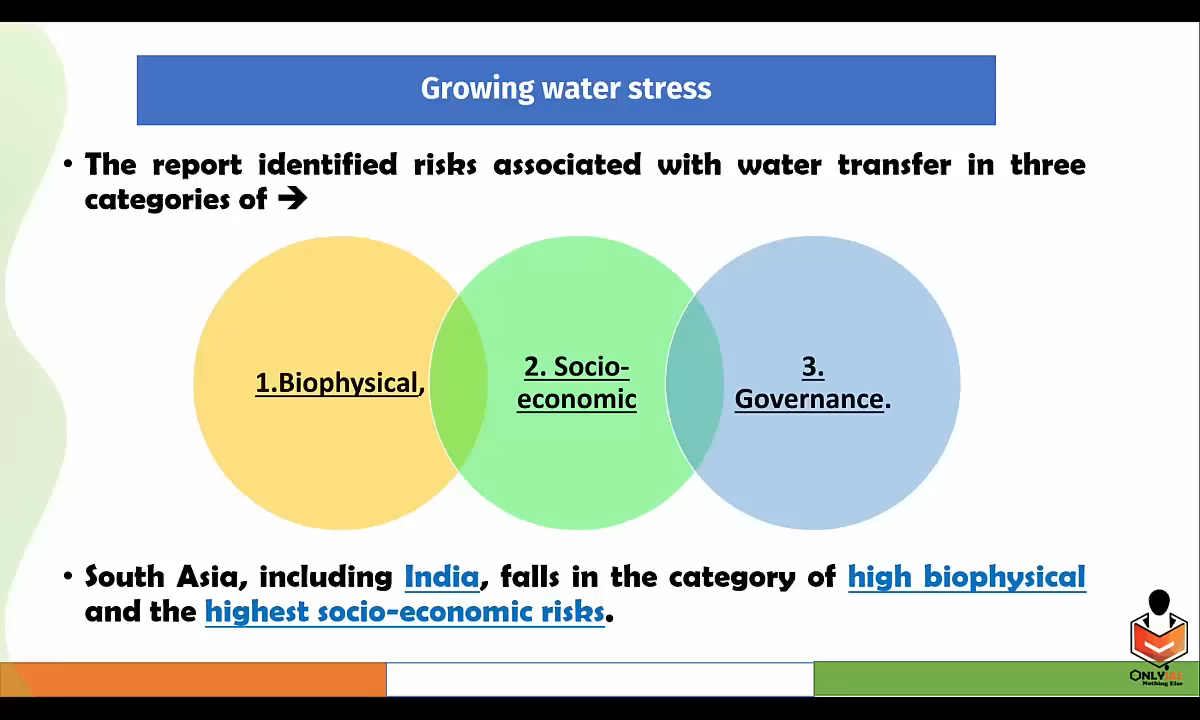 Growing water stress
• The report identified risks associated with water transfer in three
categories of ➔
1.Biophysical,
2. Socio-
economic
3.
Governance.
• South Asia, including India, falls in the category of high biophysical
and the highest socio-economic risks.
ONLYIAS
Nothing Else